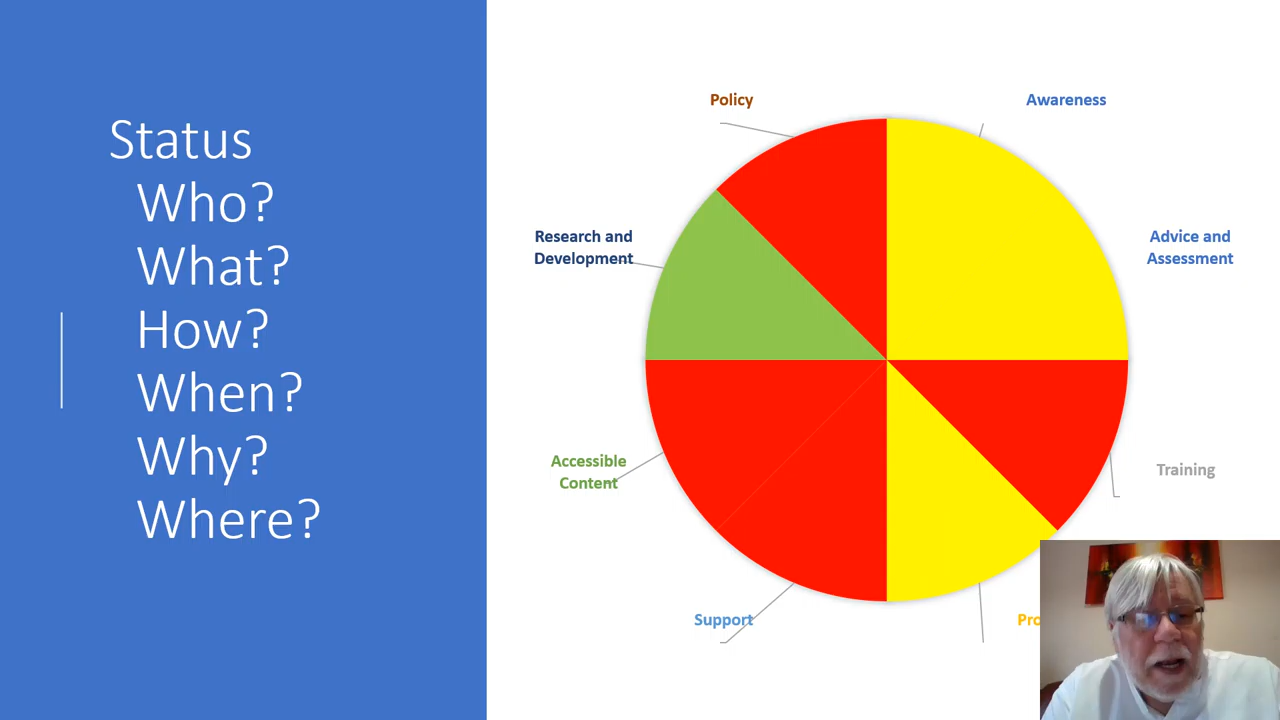 Status
Who?
What?
How?
When?
Why?
Where?
Policy
Awareness
Research and
Development
Advice and
Assessment
Accessible
Content
Training
Support